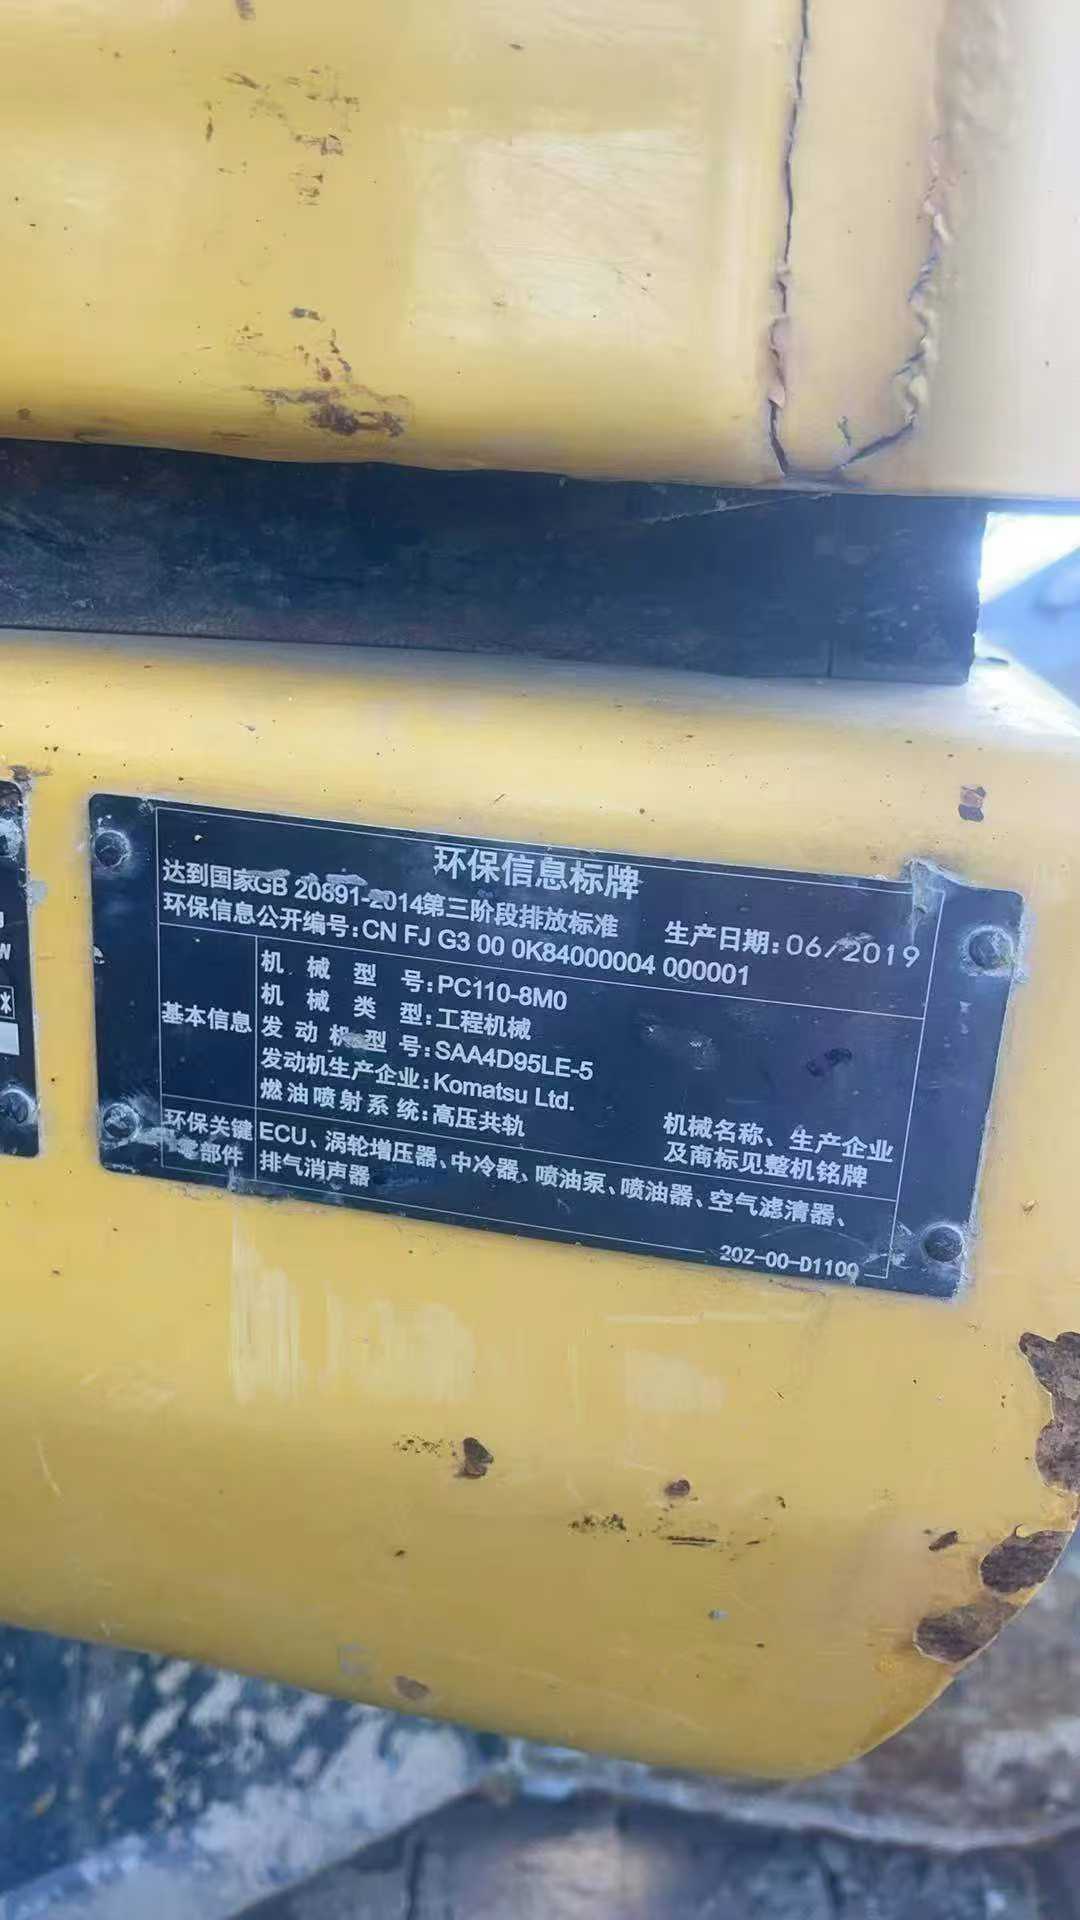 环保信息标牌
达到国家GB 20891-2014第三阶段排放标准 生产日期:06/2019
环保信息公开编号:CN FJ G3 00 0K84000004 000001
基本信息
机械型号:PC110-8M0
机械类型:工程机械
发动机型号:SAA4D95LE-5
发动机生产企业:Komatsu Ltd.
燃油喷射系统:高压共轨
机械名称、生产企业
及商标见整机铭牌
环保关键
零部件
ECU、涡轮增压器、中冷器、喷油泵、喷油器、空气滤清器、
排气消声器
20Z-00-D1100
W